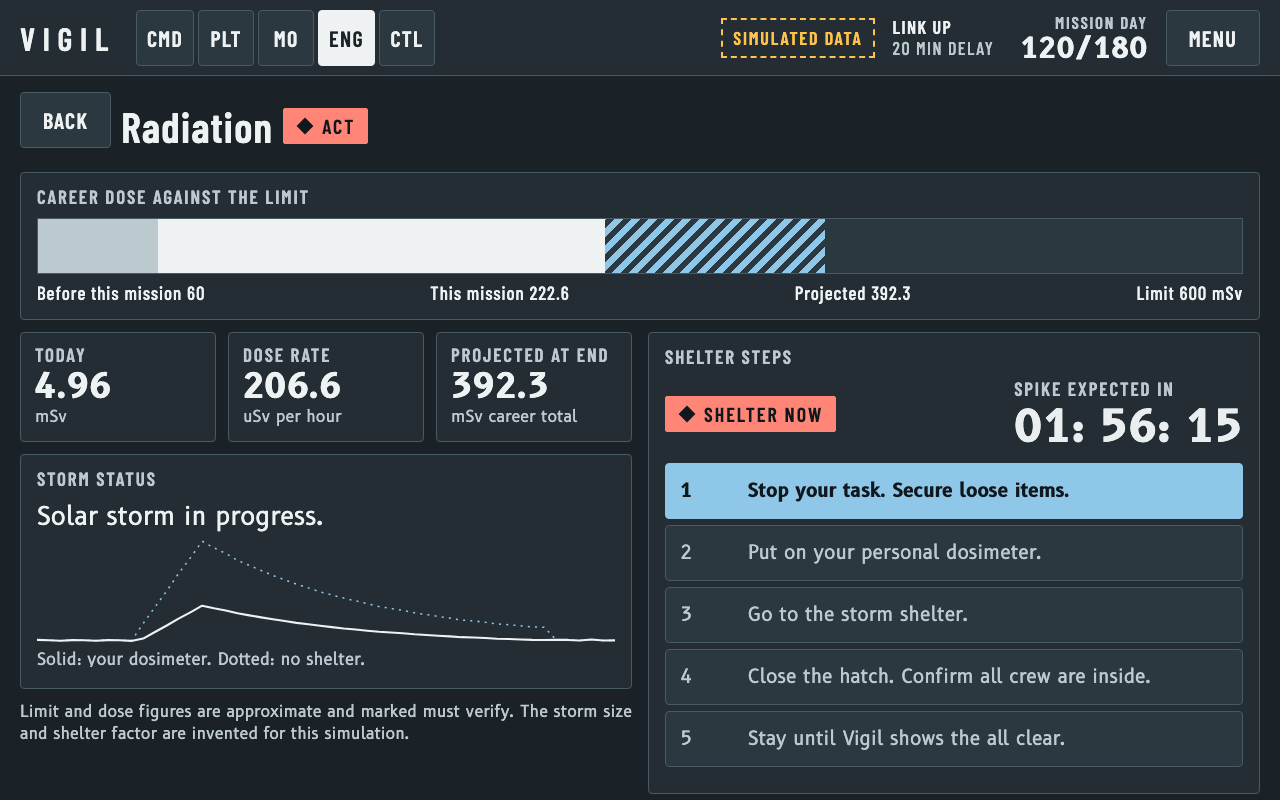 VIGIL
CMD
PLT
MO
ENG
CTL
SIMULATED DATA
LINK UP
20 MIN DELAY
MISSION DAY
120/180
MENU
BACK
Radiation
ACT
CAREER DOSE AGAINST THE LIMIT
Before this mission 60
This mission 222.6
Projected 392.3
Limit 600 mSv
TODAY
4.96
mSv
DOSE RATE
206.6
uSv per hour
PROJECTED AT END
392.3
mSv career total
STORM STATUS
Solar storm in progress.
Solid: your dosimeter. Dotted: no shelter.
Limit and dose figures are approximate and marked must verify. The storm size
and shelter factor are invented for this simulation.
SHELTER STEPS
SHELTER NOW
SPIKE EXPECTED IN
01: 56: 15
1 Stop your task. Secure loose items.
2 Put on your personal dosimeter.
3 Go to the storm shelter.
4 Close the hatch. Confirm all crew are inside.
5 Stay until Vigil shows the all clear.